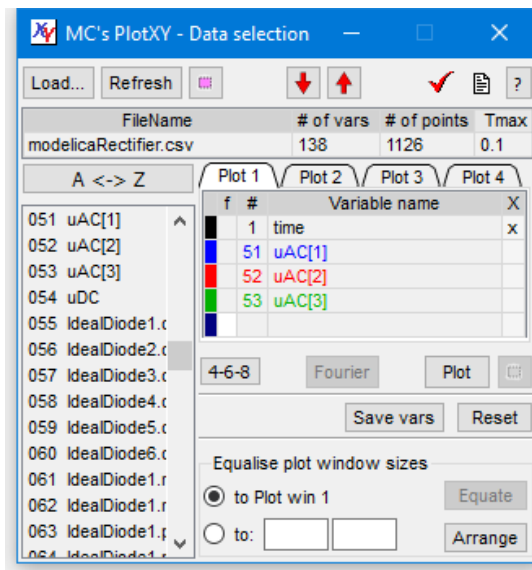 MC's PlotXY - Data selection
Load... Refresh ?
FileName # of vars # of points Tmax
modelicaRectifier.csv 138 1126 0.1
A <-> Z
Plot 1 Plot 2 Plot 3 Plot 4
f # Variable name X
1 time x
51 uAC[1]
52 uAC[2]
53 uAC[3]
051 uAC[1]
052 uAC[2]
053 uAC[3]
054 uDC
055 IdealDiode1.
056 IdealDiode2.
057 IdealDiode3.
058 IdealDiode4.
059 IdealDiode5.
060 IdealDiode6.
061 IdealDiode1.
062 IdealDiode1.
063 IdealDiode1.
064 IdealDiode1.
4-6-8 Fourier Plot
Save vars Reset
Equalise plot window sizes
to Plot win 1 Equate
to: Arrange